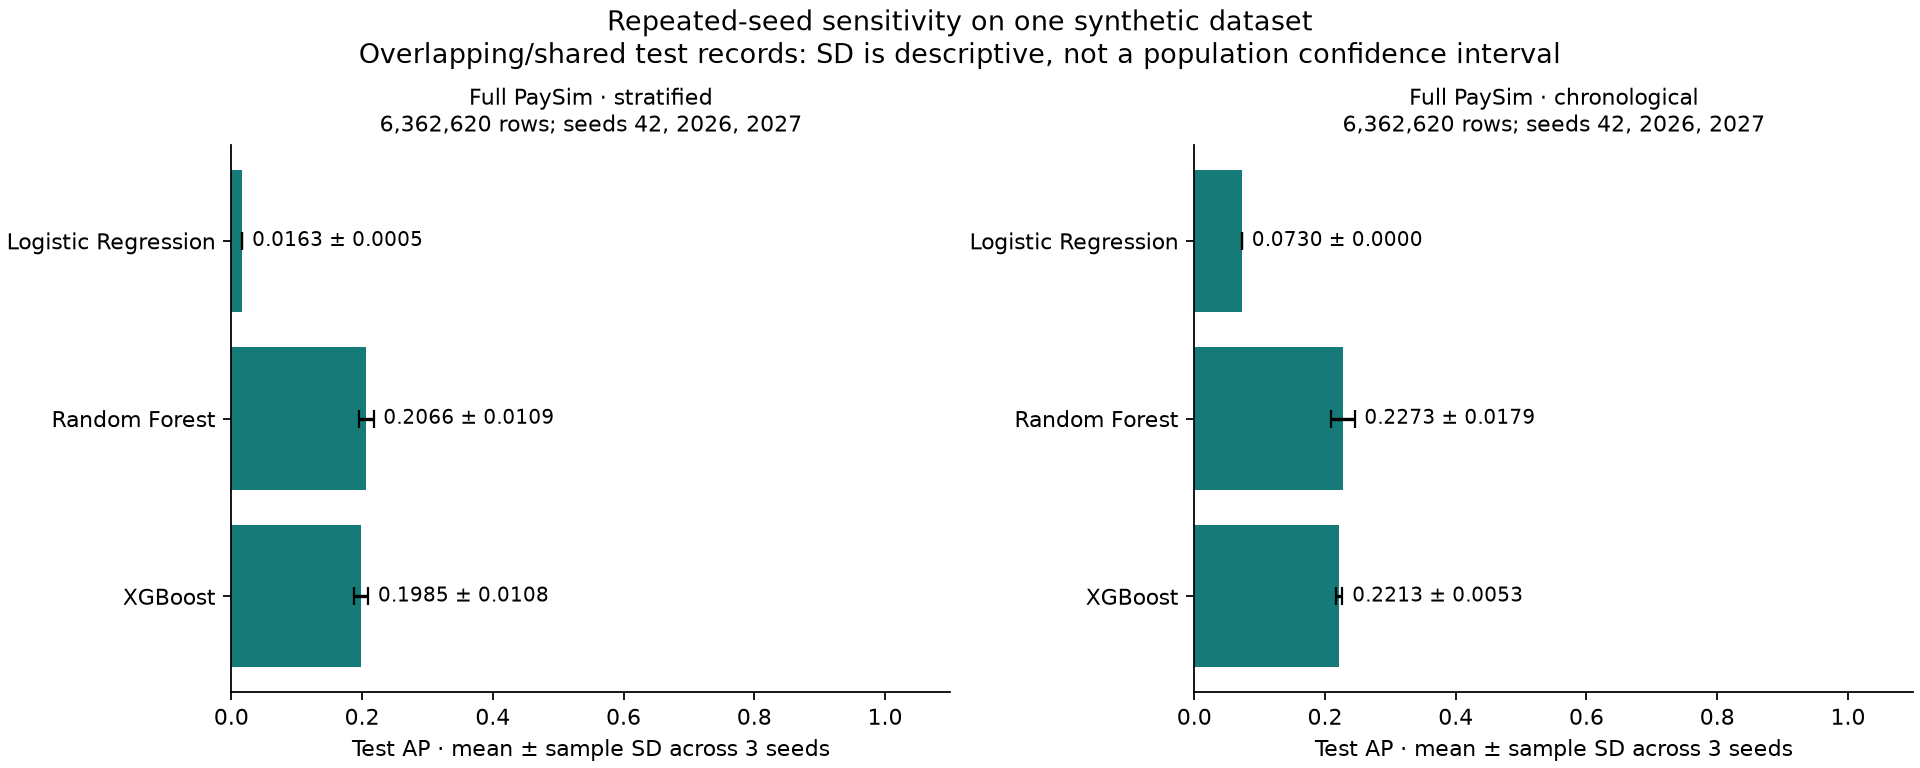 Repeated-seed sensitivity on one synthetic dataset
Overlapping/shared test records: SD is descriptive, not a population confidence interval
Full PaySim · stratified
6,362,620 rows; seeds 42, 2026, 2027
Logistic Regression
0.0163 ± 0.0005
Random Forest
0.2066 ± 0.0109
XGBoost
0.1985 ± 0.0108
0.0 0.2 0.4 0.6 0.8 1.0
Test AP · mean ± sample SD across 3 seeds
Full PaySim · chronological
6,362,620 rows; seeds 42, 2026, 2027
Logistic Regression
0.0730 ± 0.0000
Random Forest
0.2273 ± 0.0179
XGBoost
0.2213 ± 0.0053
0.0 0.2 0.4 0.6 0.8 1.0
Test AP · mean ± sample SD across 3 seeds